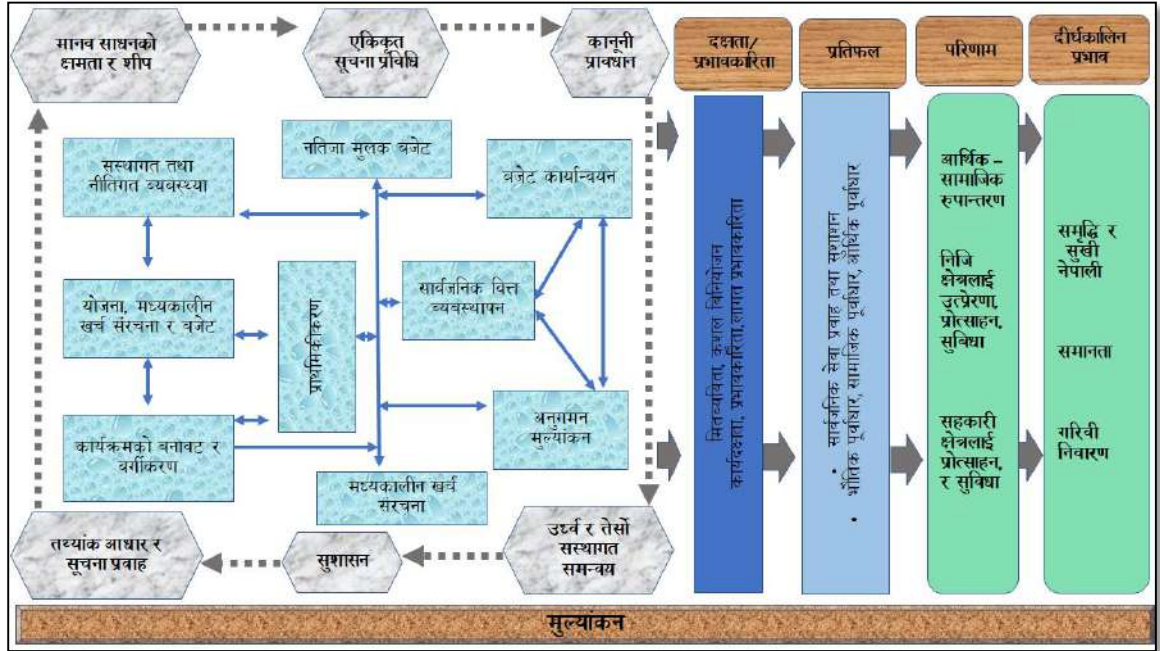 मानव साधनको
क्षमता र शीप
एकिकृत
सूचना प्रविधि
कानूनी
प्रावधान
दक्षता/
प्रभावकारिता
प्रतिफल
परिणाम
दीर्घकालिन
प्रभाव
सस्थागत तथा
नीतिगत ब्यवस्थ्या
नतिजा मुलक बजेट
बजेट कार्यान्वयन
योजना, मध्यकालीन
खर्च संरचना र बजेट
प्राथमिकीकरण
सार्वजनिक वित्त
ब्यवस्थापन
कार्यक्रमको बनावट र
बर्गीकरण
अनुगमन
मुल्यांकन
मध्यकालीन खर्च
संरचना
तथ्यांक आधार र
सूचना प्रवाह
सुशासन
उर्ध्व र तेर्सो
सस्थागत
समन्वय
मितब्ययिता, कुशल बिनियोजन
कार्यदक्षता, प्रभावकारिता,लागत प्रभावकारिता
• सार्वजनिक सेवा प्रवाह तथा सुशाशन
• भौतिक पूर्वाधार, सामाजिक पूर्वाधार, आर्थिक पूर्वाधार
आर्थिक –
सामाजिक
रुपान्तरण
निजि
क्षेत्रलाई
उत्प्रेरणा,
प्रोत्साहन,
सुबिधा
सहकारी
क्षेत्रलाई
प्रोत्साहन,
र सुविधा
समृद्धि र
सुखी
नेपाली
समानता
गरिवी
निवारण
मुल्यांकन